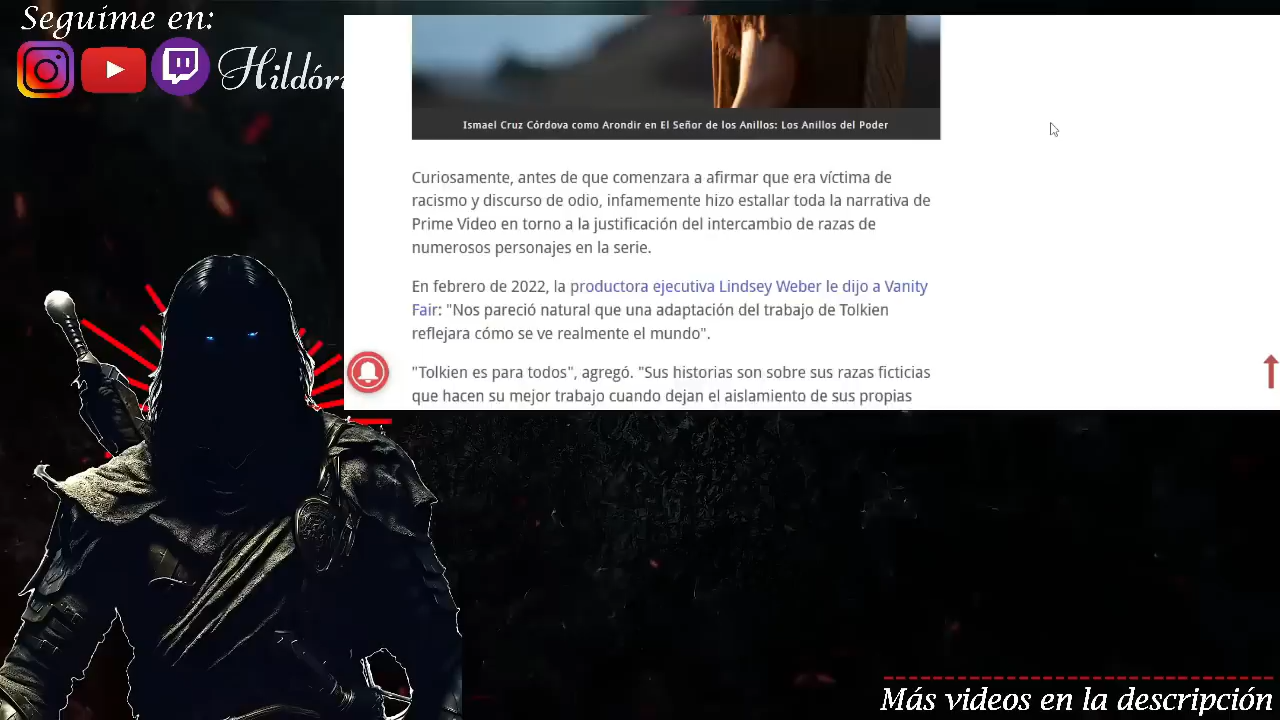 Seguime en:
Ismael Cruz Córdova como Arondir en El Señor de los Anillos: Los Anillos del Poder
Curiosamente, antes de que comenzara a afirmar que era víctima de
racismo y discurso de odio, infamemente hizo estallar toda la narrativa de
Prime Video en torno a la justificación del intercambio de razas de
numerosos personajes en la serie.
En febrero de 2022, la productora ejecutiva Lindsey Weber le dijo a Vanity
Fair: "Nos pareció natural que una adaptación del trabajo de Tolkien
reflejara cómo se ve realmente el mundo".
"Tolkien es para todos", agregó. "Sus historias son sobre sus razas ficticias
que hacen su mejor trabajo cuando dejan el aislamiento de sus propias
Más videos en la descripción